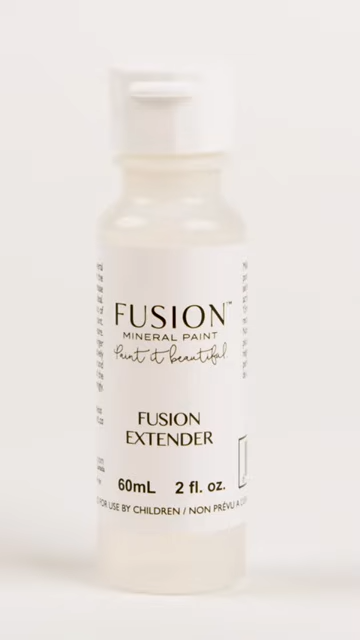 FUSION™
MINERAL PAINT
paint it beautiful
FUSION
EXTENDER
60mL 2 fl. oz.
FOR USE BY CHILDREN / NON PRÉVU À